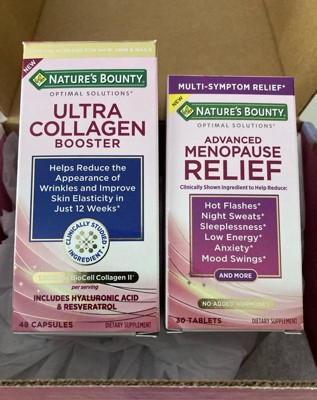 NEW
NATURE'S BOUNTY®
OPTIMAL SOLUTIONS®
ULTRA
COLLAGEN
BOOSTER
Helps Reduce the
Appearance of
Wrinkles and Improve
Skin Elasticity in
Just 12 Weeks*
CLINICALLY STUDIED
INGREDIENT
BioCell Collagen II*
per serving
INCLUDES HYALURONIC ACID
& RESVERATROL
48 CAPSULES
DIETARY SUPPLEMENT
MULTI-SYMPTOM RELIEF*
NEW
NATURE'S BOUNTY®
OPTIMAL SOLUTIONS®
ADVANCED
MENOPAUSE
RELIEF
Clinically Shown Ingredient to Help Reduce:
Hot Flashes*
Night Sweats*
Sleeplessness*
Low Energy*
Anxiety*
Mood Swings*
AND MORE
NO ADDED HORMONES
30 TABLETS
DIETARY SUPPLEMENT